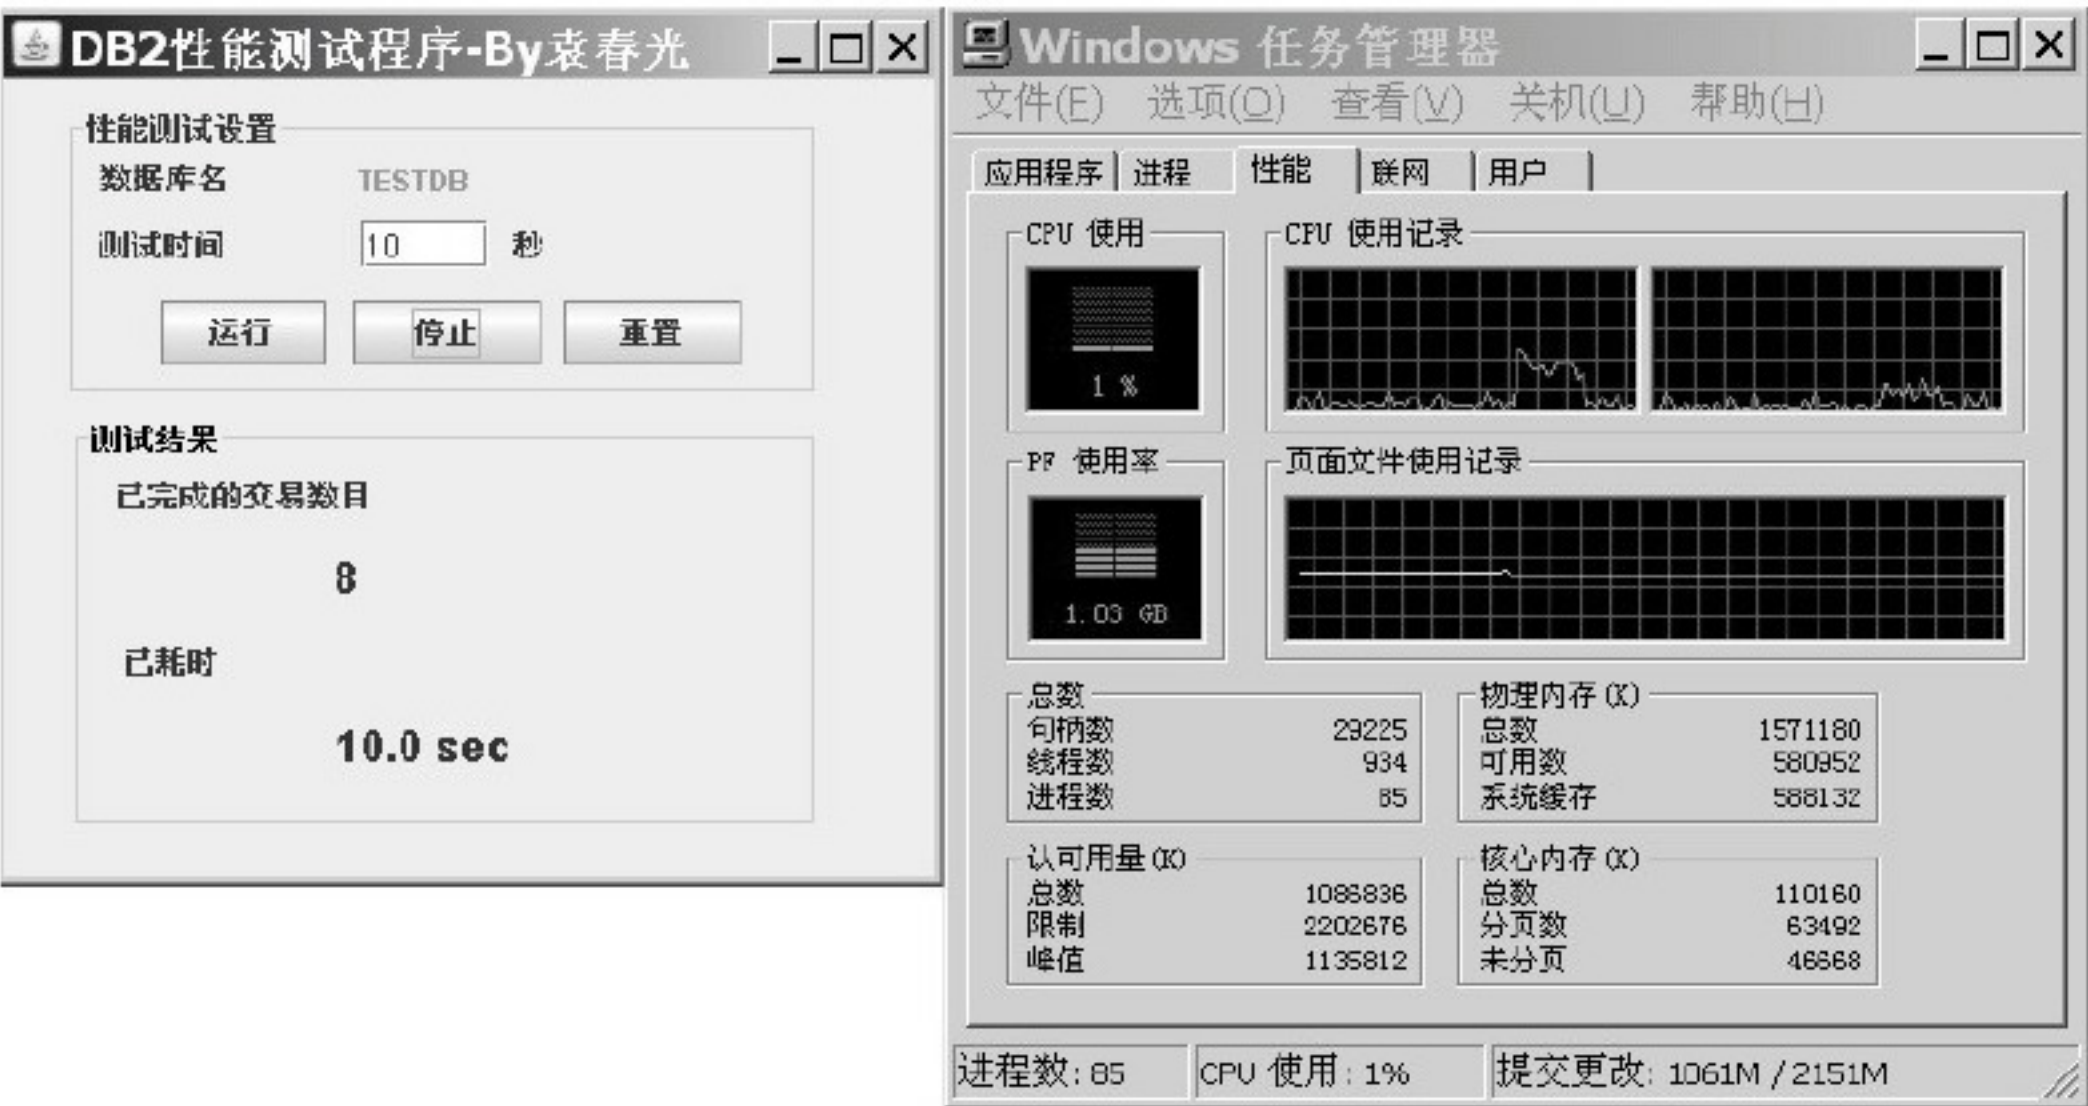 DB2性能测试程序-By袁春光
性能测试设置
数据库名 TESTDB
测试时间 10 秒
运行 停止 重置
测试结果
已完成的交易数目
8
已耗时
10.0 sec
Windows 任务管理器
文件(F) 选项(O) 查看(V) 关机(U) 帮助(H)
应用程序 进程 性能 联网 用户
CPU 使用 CPU 使用记录
1 %
PF 使用率 页面文件使用记录
1.03 GB
总数 物理内存(K)
句柄数 29225 总数 1571180
线程数 934 可用数 580952
进程数 85 系统缓存 588132
认可用量(K) 核心内存(K)
总数 1086836 总数 110160
限制 2202676 分页数 63492
峰值 1135812 未分页 46668
进程数: 85 CPU 使用: 1% 提交更改: 1061M / 2151M